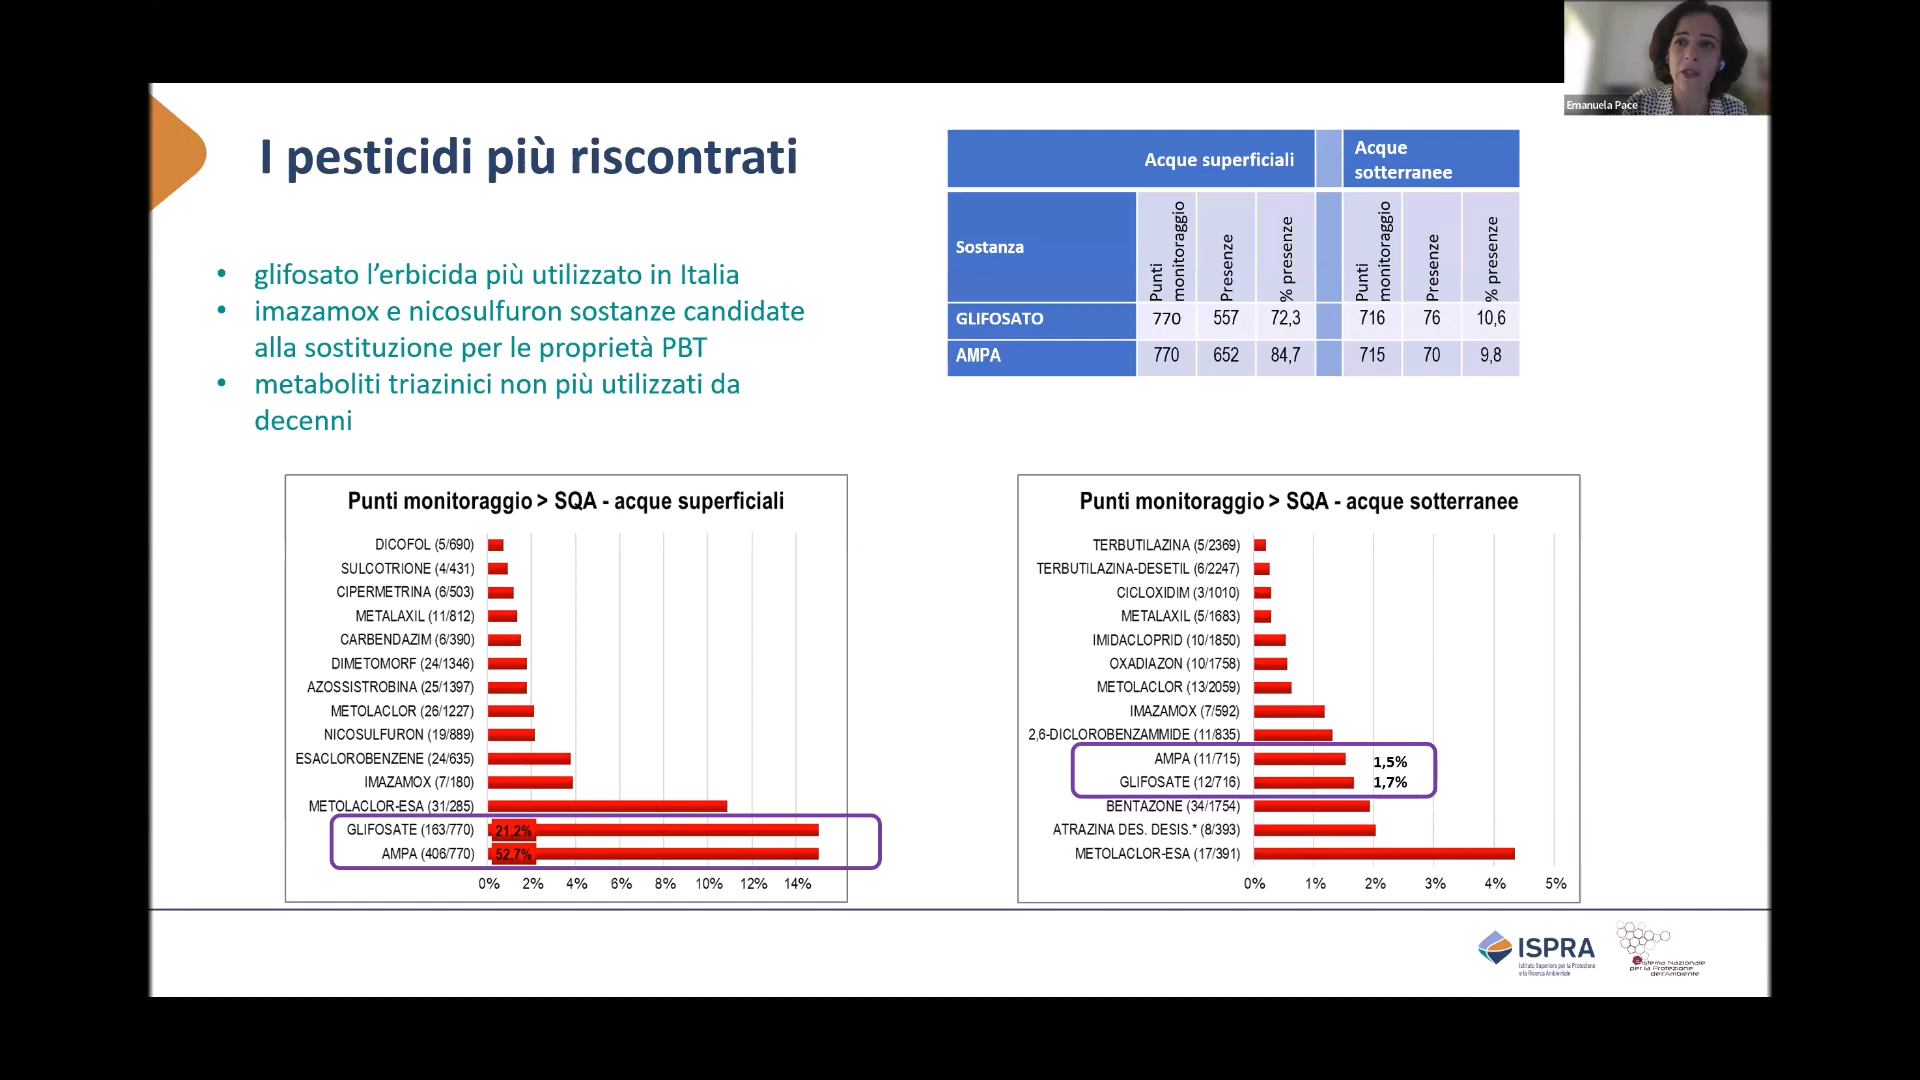 Emanuela Pace
I pesticidi più riscontrati
• glifosato l’erbicida più utilizzato in Italia
• imazamox e nicosulfuron sostanze candidate
alla sostituzione per le proprietà PBT
• metaboliti triazinici non più utilizzati da
decenni
Acque superficiali
Acque
sotterranee
Sostanza
Punti
monitoraggio
Presenze
% presenze
Punti
monitoraggio
Presenze
% presenze
GLIFOSATO 770 557 72,3 716 76 10,6
AMPA 770 652 84,7 715 70 9,8
Punti monitoraggio > SQA - acque superficiali
DICOFOL (5/690)
SULCOTRIONE (4/431)
CIPERMETRINA (6/503)
METALAXIL (11/812)
CARBENDAZIM (6/390)
DIMETOMORF (24/1346)
AZOSSISTROBINA (25/1397)
METOLACLOR (26/1227)
NICOSULFURON (19/889)
ESACLOROBENZENE (24/635)
IMAZAMOX (7/180)
METOLACLOR-ESA (31/285)
GLIFOSATE (163/770) 21,2%
AMPA (406/770) 52,7%
0% 2% 4% 6% 8% 10% 12% 14%
Punti monitoraggio > SQA - acque sotterranee
TERBUTILAZINA (5/2369)
TERBUTILAZINA-DESETIL (6/2247)
CICLOXIDIM (3/1010)
METALAXIL (5/1683)
IMIDACLOPRID (10/1850)
OXADIAZON (10/1758)
METOLACLOR (13/2059)
IMAZAMOX (7/592)
2,6-DICLOROBENZAMMIDE (11/835)
AMPA (11/715) 1,5%
GLIFOSATE (12/716) 1,7%
BENTAZONE (34/1754)
ATRAZINA DES. DESIS.* (8/393)
METOLACLOR-ESA (17/391)
0% 1% 2% 3% 4% 5%
ISPRA
Istituto Superiore per la Protezione
e la Ricerca Ambientale
Sistema Nazionale
per la Protezione
dell'Ambiente